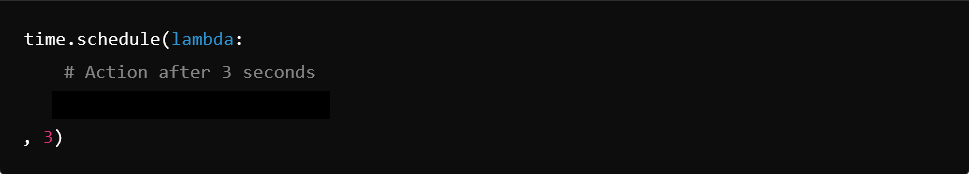 time.schedule(lambda:
# Action after 3 seconds
, 3)